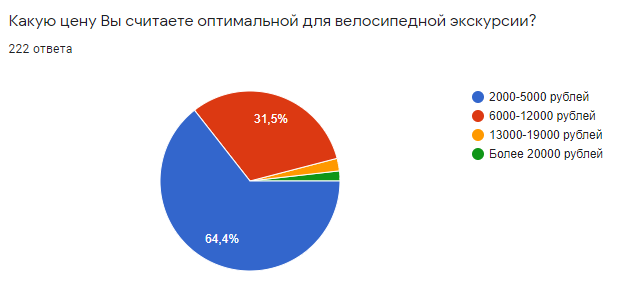 Какую цену Вы считаете оптимальной для велосипедной экскурсии?
222 ответа
31,5%
64,4%
2000-5000 рублей
6000-12000 рублей
13000-19000 рублей
Более 20000 рублей